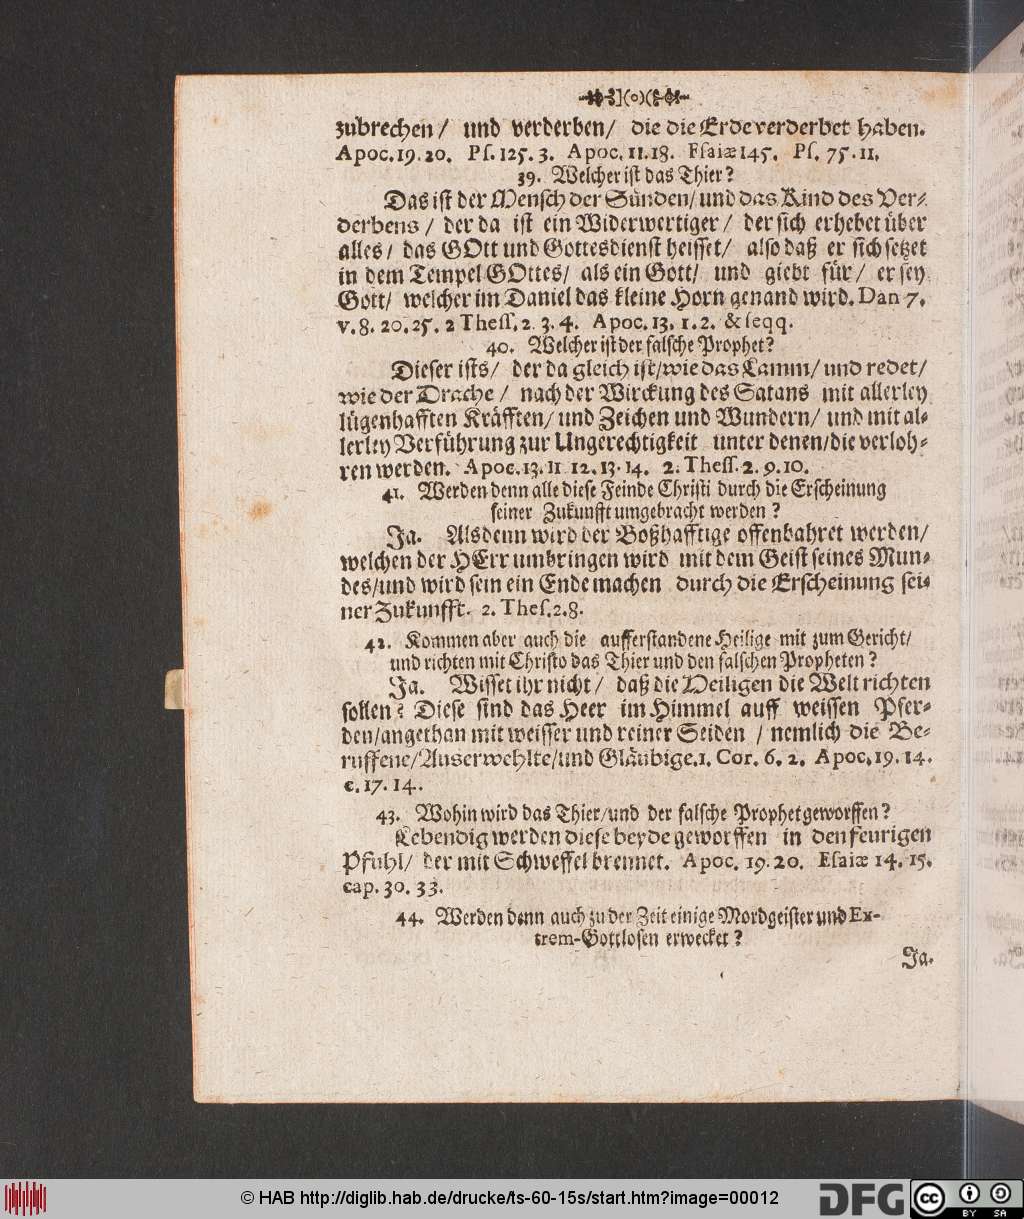 zubrechen / und verderben / die die Erde verderbet haben.
Apoc. 19. 20. Ps. 125. 3. Apoc. 11. 18. Esaiæ 145. Ps. 75. 11.
39. Welcher ist das Thier?
Das ist der Mensch der Sünden / und das Kind des Ver-
derbens / der da ist ein Widerwertiger / der sich erhebet über
alles / das GOtt und Gottesdienst heisset / also daß er sich setzet
in dem Tempel GOttes / als ein Gott / und giebt für / er sey
Gott / welcher im Daniel das kleine Horn genand wird. Dan 7.
v. 8. 20. 25. 2 Thess. 2. 3. 4. Apoc. 13. 1. 2. & seqq.
40. Welcher ist der falsche Prophet?
Dieser ists / der da gleich ist / wie das Lamm / und redet /
wie der Drache / nach der Wirckung des Satans mit allerley
lügenhafften Kräfften / und Zeichen und Wundern / und mit al-
lerley Verführung zur Ungerechtigkeit unter denen / die verloh-
ren werden. Apoc. 13. 11 12. 13. 14. 2. Thess. 2. 9. 10.
41. Werden denn alle diese Feinde Christi durch die Erscheinung
seiner Zukunfft umgebracht werden?
Ja. Alsdenn wird der Boßhafftige offenbahret werden /
welchen der HErr umbringen wird mit dem Geist seines Mun-
des / und wird sein ein Ende machen durch die Erscheinung sei-
ner Zukunfft. 2. Thes. 2. 8.
42. Kommen aber auch die aufferstandene Heilige mit zum Gericht /
und richten mit Christo das Thier und den falschen Propheten?
Ja. Wisset ihr nicht / daß die Heiligen die Welt richten
sollen? Diese sind das Heer im Himmel auff weissen Pfer-
den / angethan mit weisser und reiner Seiden / nemlich die Be-
ruffene / Auserwehlte / und Gläubige. 1. Cor. 6. 2. Apoc. 19. 14.
c. 17. 14.
43. Wohin wird das Thier / und der falsche Prophet geworffen?
Lebendig werden diese beyde geworffen in den feurigen
Pfuhl / der mit Schweffel brennet. Apoc. 19. 20. Esaiæ 14. 15.
cap. 30. 33.
44. Werden denn auch zu der Zeit einige Mordgeister und Ex-
trem-Gottlosen erwecket?
Ja.
© HAB http://diglib.hab.de/drucke/ts-60-15s/start.htm?image=00012
DFG
cc BY SA